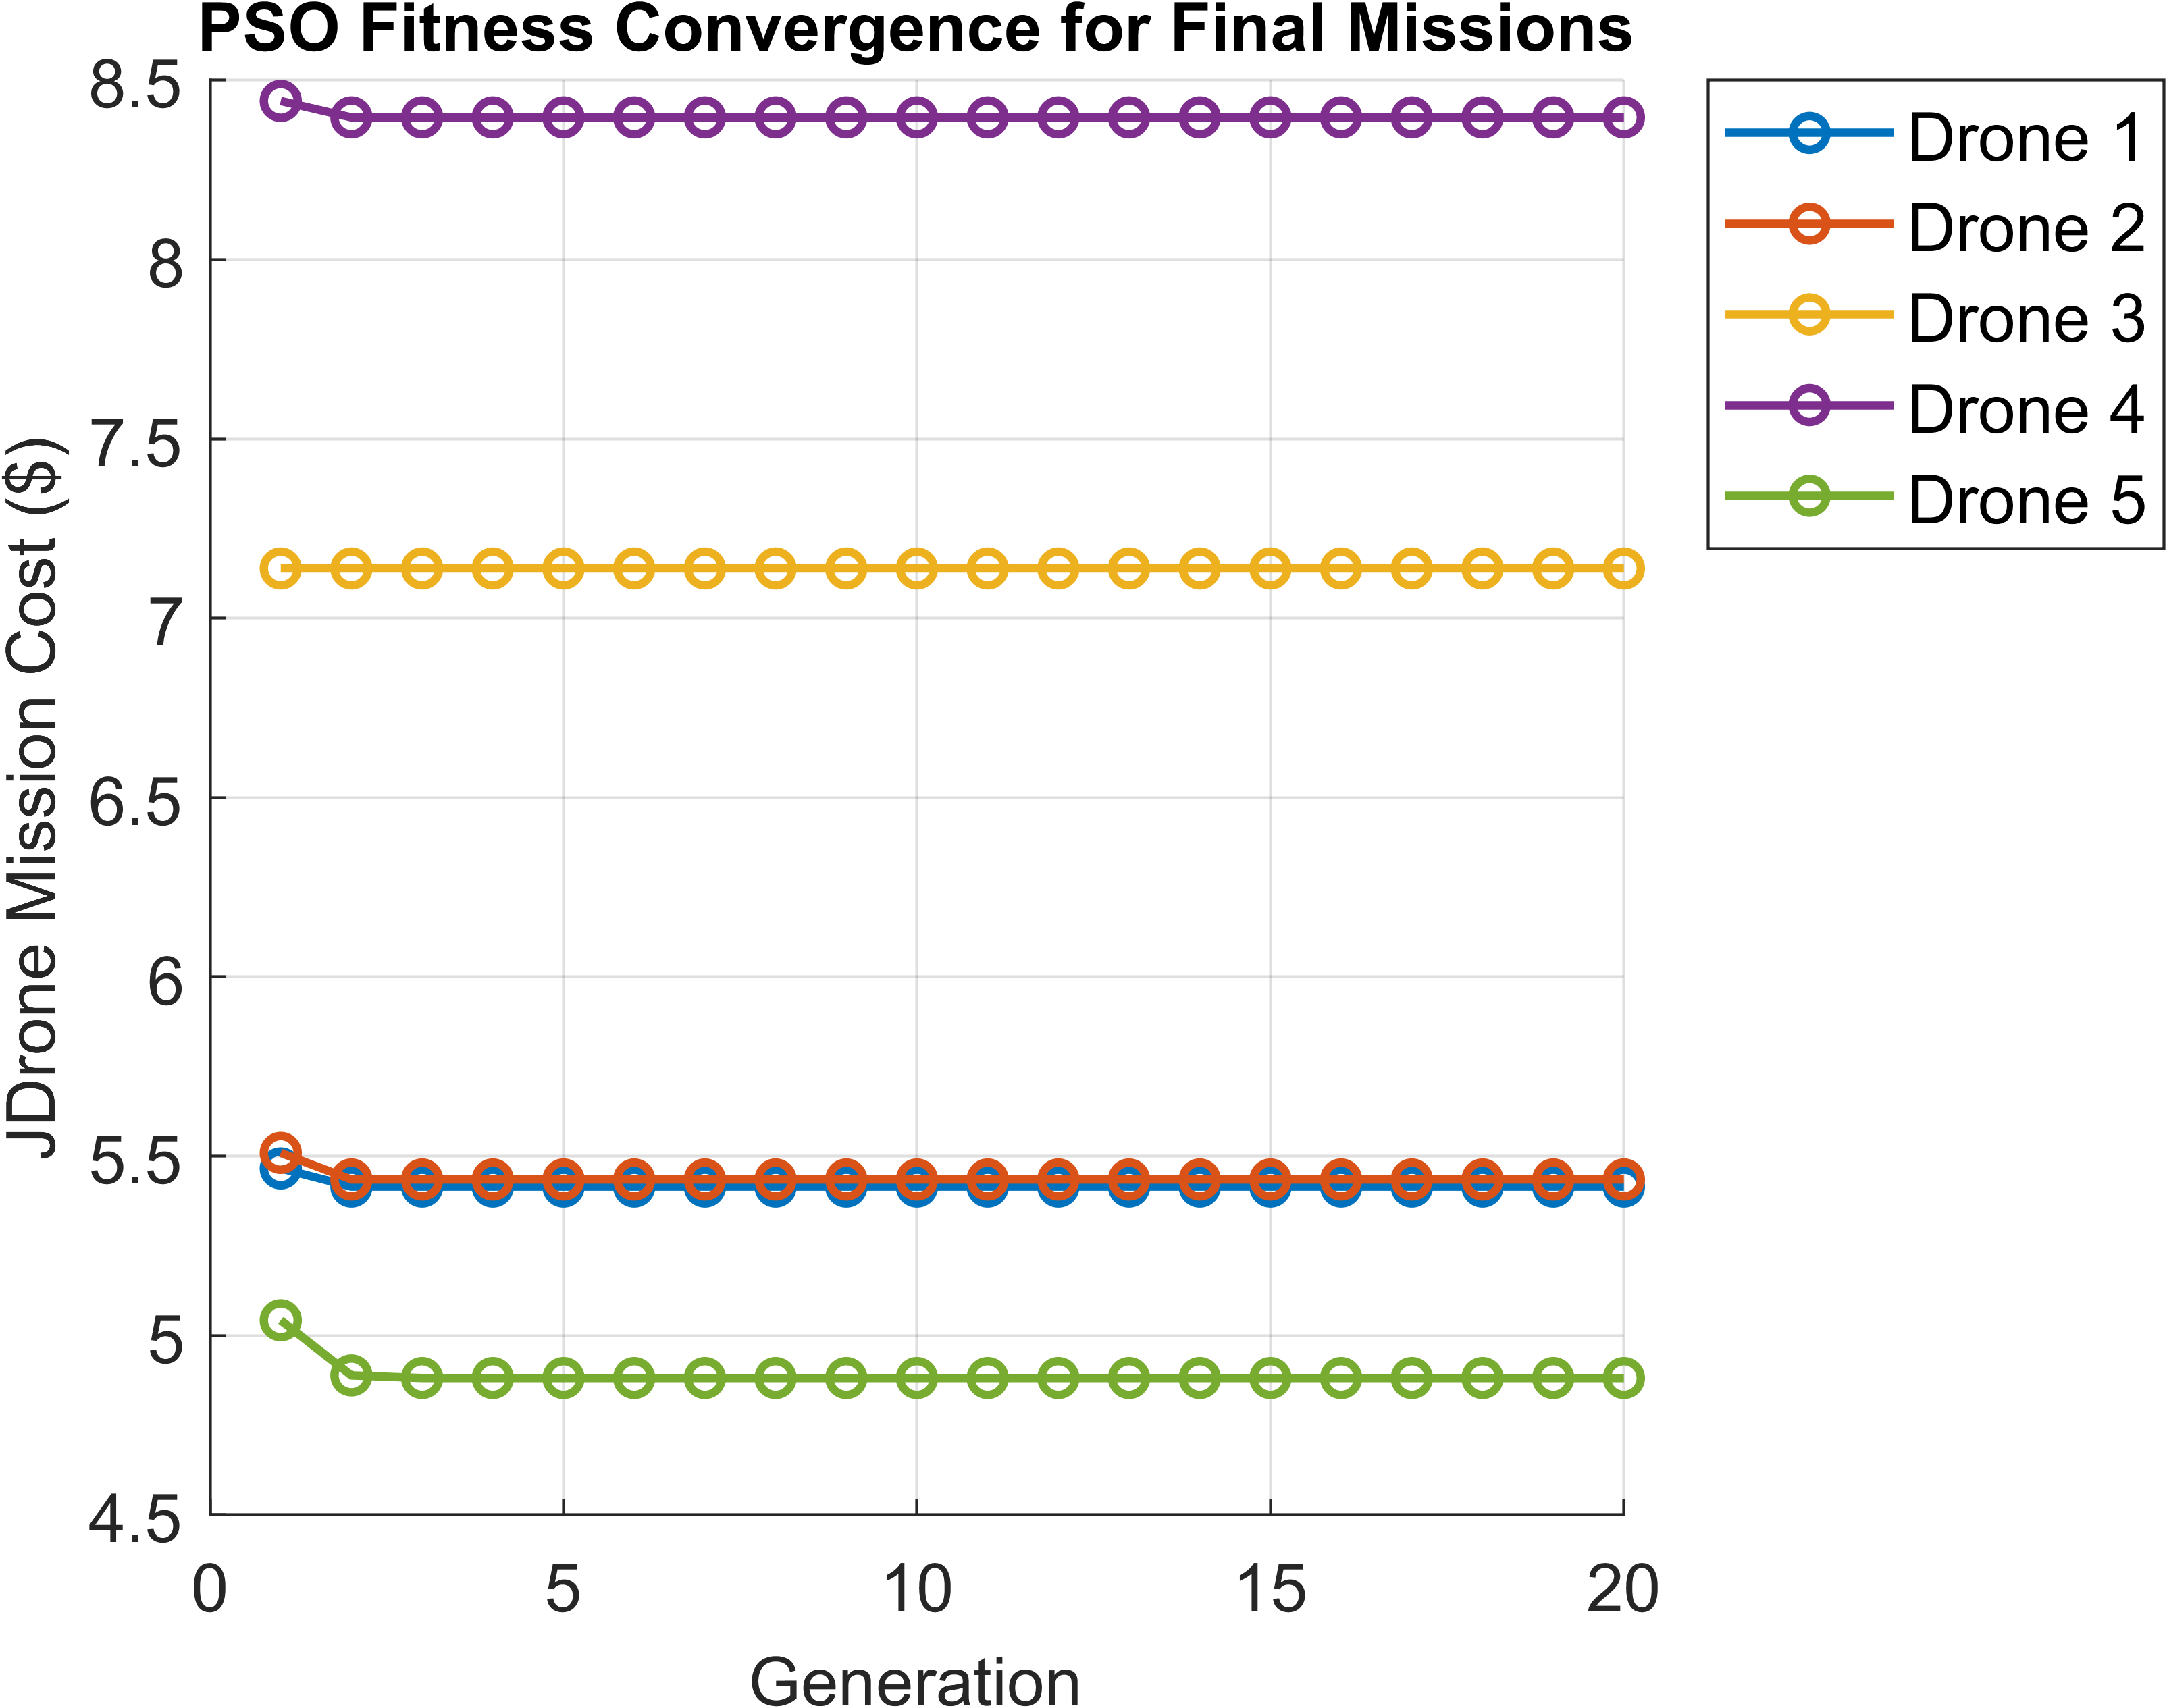 PSO Fitness Convergence for Final Missions
8.5
8
7.5
7
6.5
6
5.5
5
4.5
JDrone Mission Cost ($)
0 5 10 15 20
Generation
Drone 1
Drone 2
Drone 3
Drone 4
Drone 5